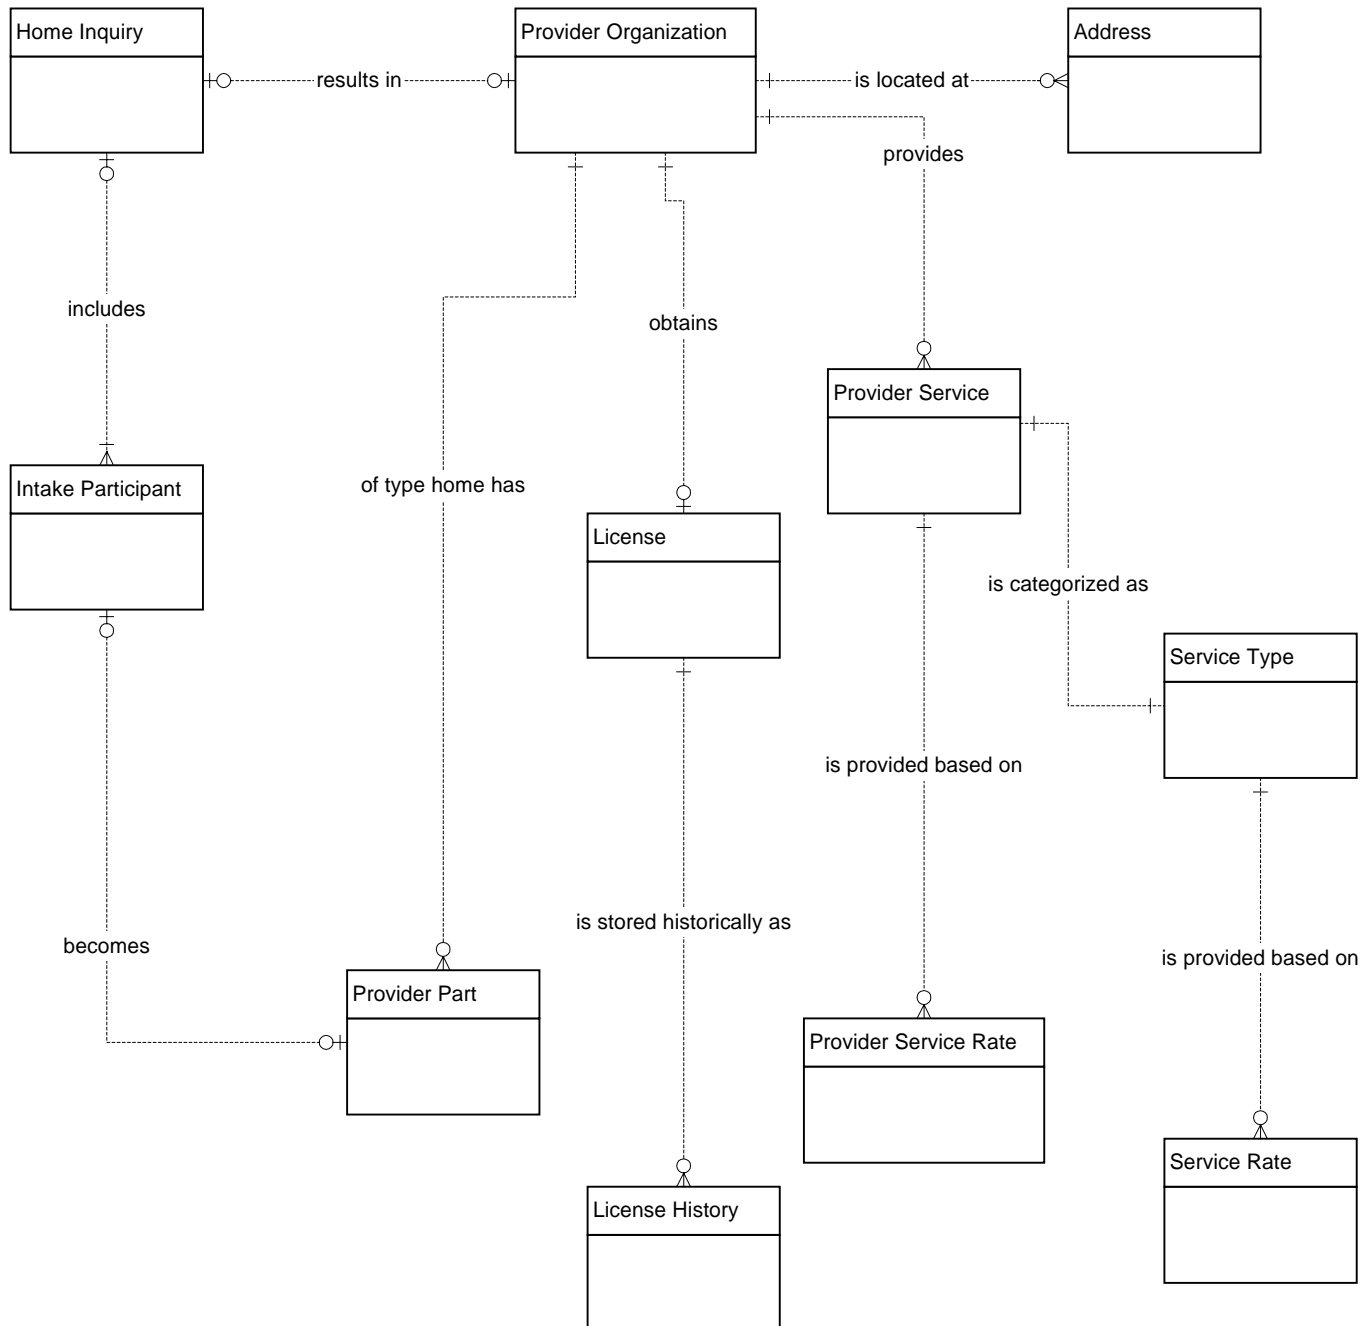 Home Inquiry
Provider Organization
Address
results in
is located at
provides
includes
obtains
Provider Service
Intake Participant
of type home has
License
is categorized as
Service Type
is provided based on
is stored historically as
becomes
is provided based on
Provider Part
Provider Service Rate
Service Rate
License History